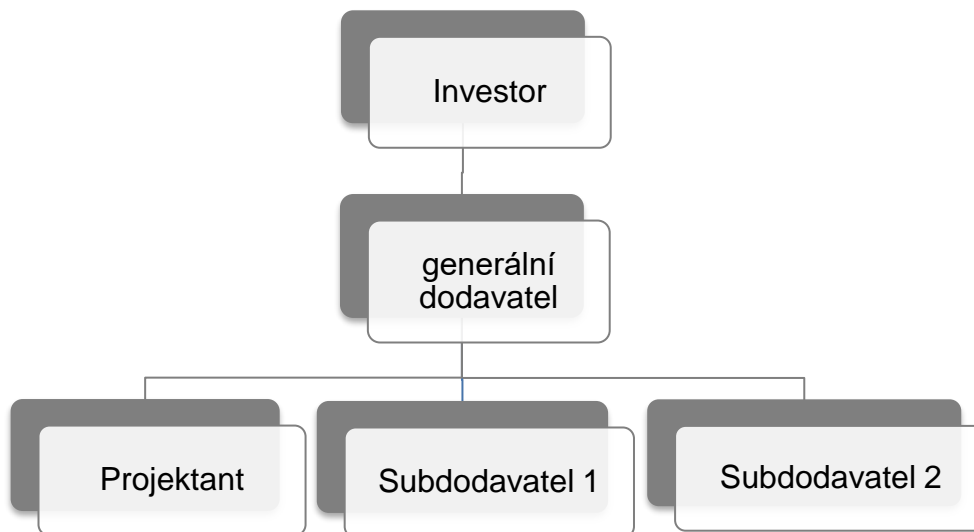 Investor
generální
dodavatel
Projektant
Subdodavatel 1
Subdodavatel 2